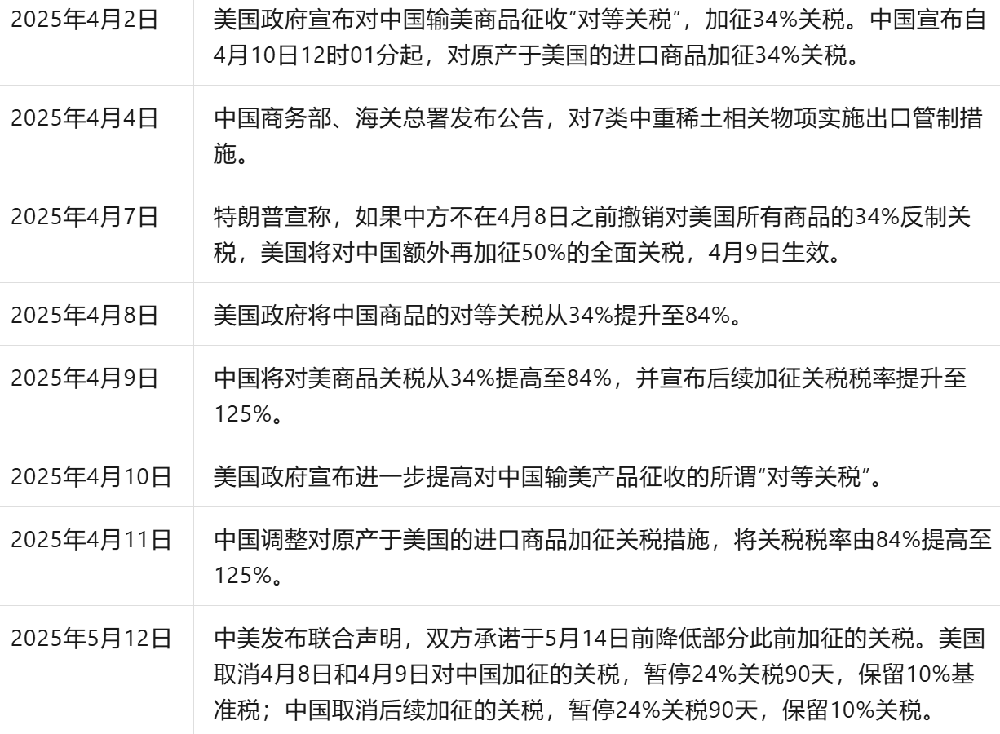 2025年4月2日
美国政府宣布对中国输美商品征收“对等关税”，加征34%关税。中国宣布自
4月10日12时01分起，对原产于美国的进口商品加征34%关税。
2025年4月4日
中国商务部、海关总署发布公告，对7类中重稀土相关物项实施出口管制措
施。
2025年4月7日
特朗普宣称，如果中方不在4月8日之前撤销对美国所有商品的34%反制关
税，美国将对中国额外再加征50%的全面关税，4月9日生效。
2025年4月8日
美国政府将中国商品的对等关税从34%提升至84%。
2025年4月9日
中国将对美商品关税从34%提高至84%，并宣布后续加征关税税率提升至
125%。
2025年4月10日
美国政府宣布进一步提高对中国输美产品征收的所谓“对等关税”。
2025年4月11日
中国调整对原产于美国的进口商品加征关税措施，将关税税率由84%提高至
125%。
2025年5月12日
中美发布联合声明，双方承诺于5月14日前降低部分此前加征的关税。美国
取消4月8日和4月9日对中国加征的关税，暂停24%关税90天，保留10%基
准税；中国取消后续加征的关税，暂停24%关税90天，保留10%关税。